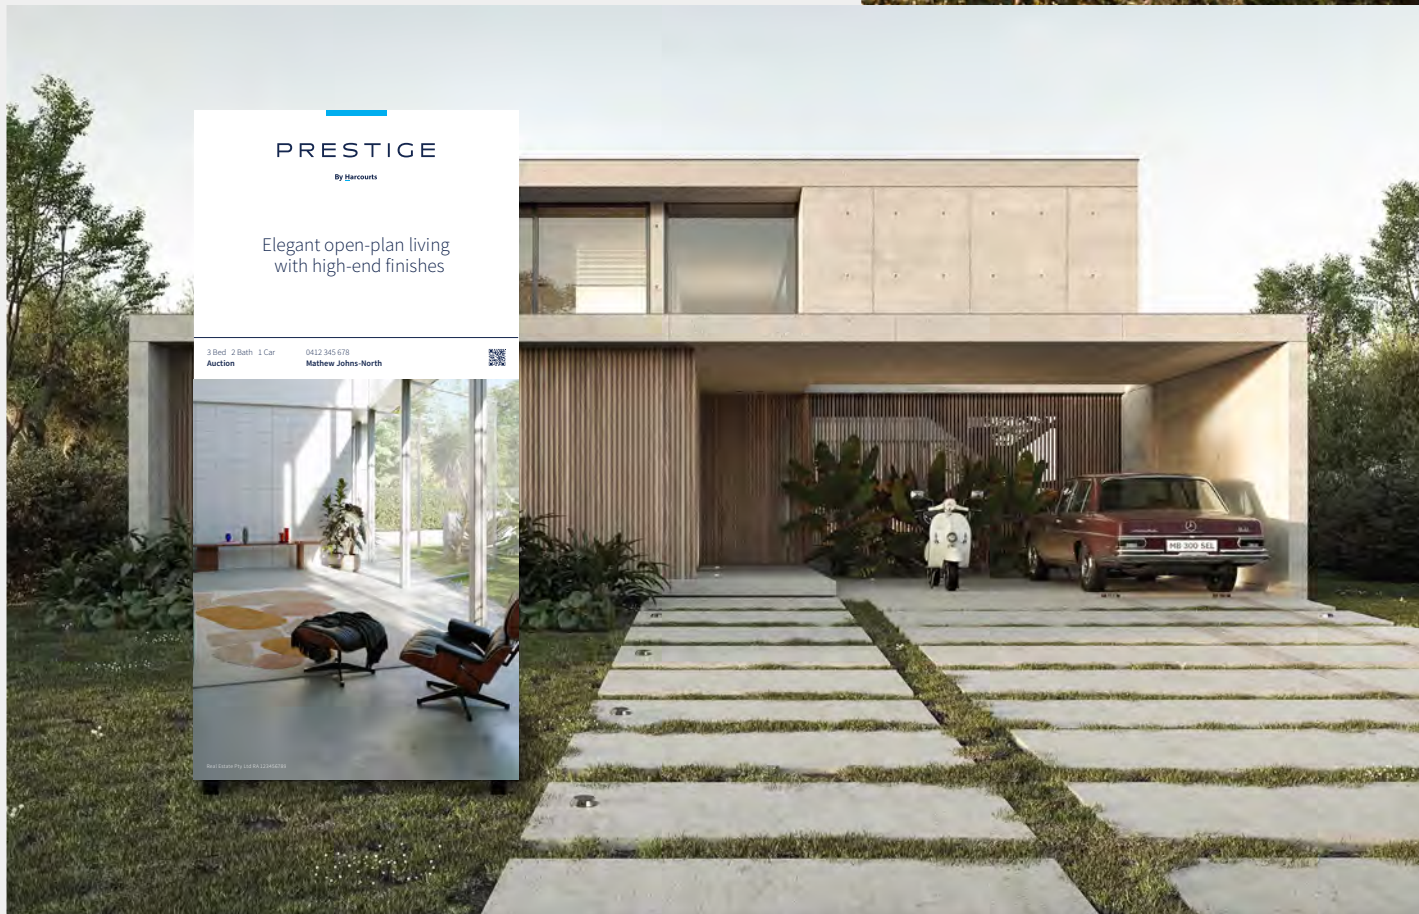 PRESTIGE
By Harcourts
Elegant open-plan living
with high-end finishes
3 Bed 2 Bath 1 Car
Auction
0412 345 678
Mathew Johns-North
MB 300 SEL